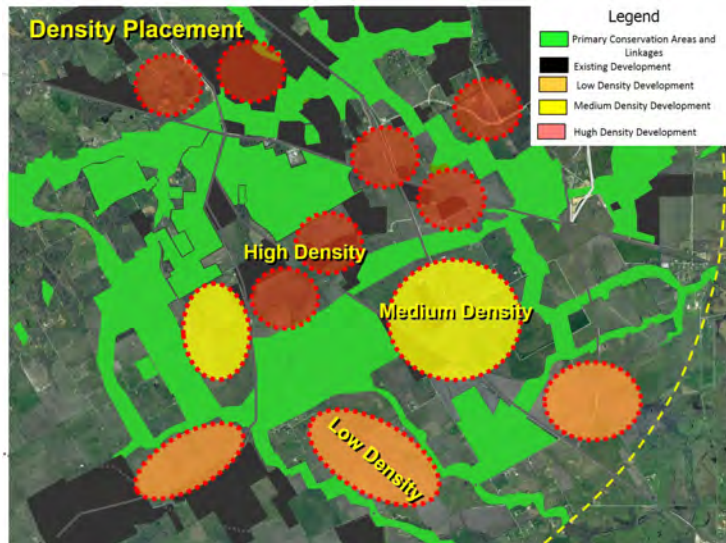 Density Placement
Legend
Primary Conservation Areas and
Linkages
Existing Development
Low Density Development
Medium Density Development
Hugh Density Development
High Density
Medium Density
Low Density